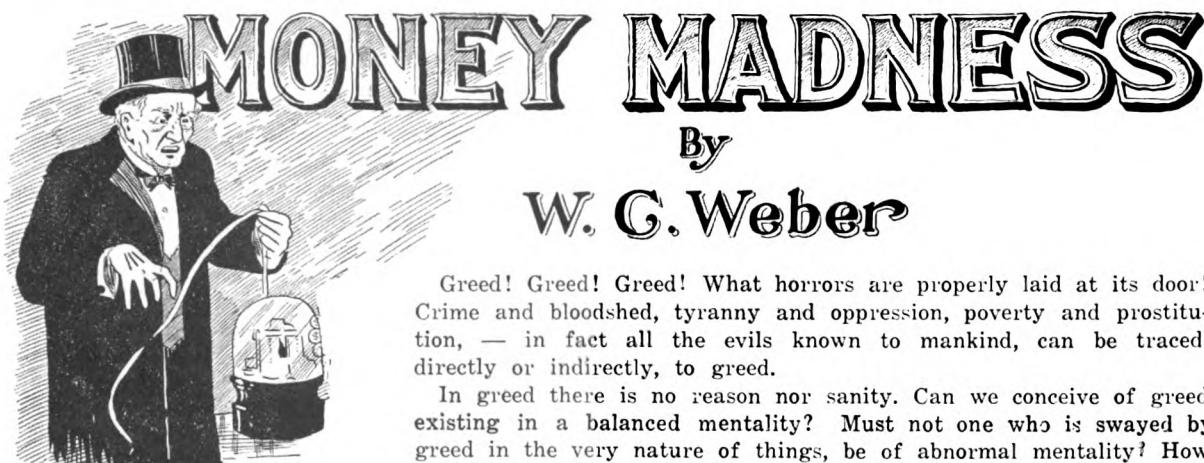 MONEY MADNESS
By
W. C. Weber
Greed! Greed! Greed! What horrors are properly laid at its door!
Crime and bloodshed, tyranny and oppression, poverty and prostitu-
tion, — in fact all the evils known to mankind, can be traced
directly or indirectly, to greed.
In greed there is no reason nor sanity. Can we conceive of greed
existing in a balanced mentality? Must not one who is swayed by
greed in the very nature of things, be of abnormal mentality? How